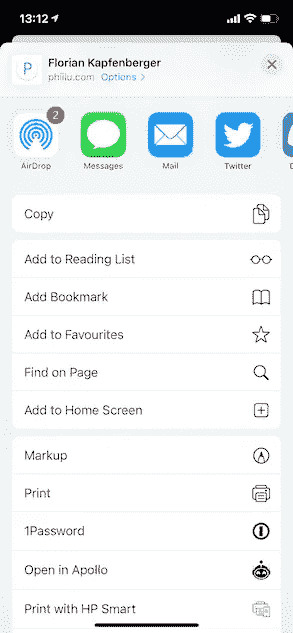 13:12
Florian Kapfenberger
phiilu.com Options >
2
AirDrop Messages Mail Twitter
Copy
Add to Reading List
Add Bookmark
Add to Favourites
Find on Page
Add to Home Screen
Markup
Print
1Password
Open in Apollo
Print with HP Smart